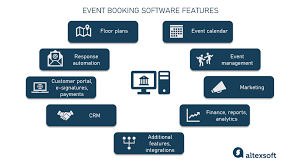 EVENT BOOKING SOFTWARE FEATURES
Floor plans
Event calendar
Response
automation
Event
management
Customer portal,
e-signatures,
payments
Marketing
CRM
Finance, reports,
analytics
Additional
features,
integrations
altexsoft